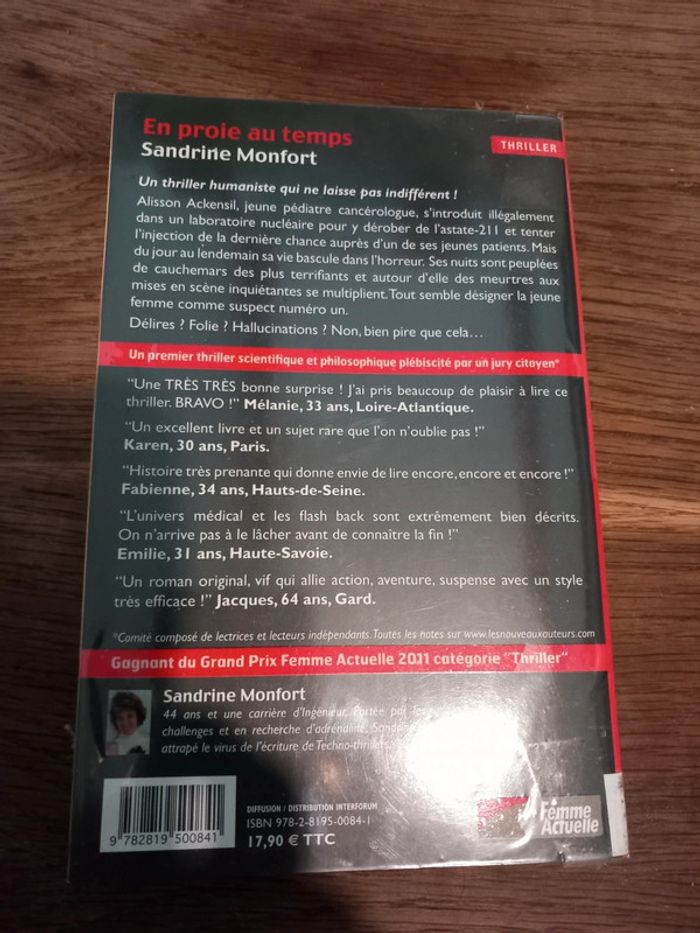 En proie au temps
THRILLER
Sandrine Monfort
Un thriller humaniste qui ne laisse pas indifférent !
Alisson Ackensil, jeune pédiatre cancérologue, s'introduit illégalement
dans un laboratoire nucléaire pour y dérober de l'astate-211 et tenter
l'injection de la dernière chance auprès d'un de ses jeunes patients. Mais
du jour au lendemain sa vie bascule dans l'horreur. Ses nuits sont peuplées
de cauchemars des plus terrifiants et autour d'elle des meurtres aux
mises en scène inquiétantes se multiplient. Tout semble désigner la jeune
femme comme suspect numéro un.
Délires ? Folie ? Hallucinations ? Non, bien pire que cela…
Un premier thriller scientifique et philosophique plébiscité par un jury citoyen*
"Une TRÈS TRÈS bonne surprise ! J'ai pris beaucoup de plaisir à lire ce
thriller. BRAVO !" Mélanie, 33 ans, Loire-Atlantique.
"Un excellent livre et un sujet rare que l'on n'oublie pas !"
Karen, 30 ans, Paris.
"Histoire très prenante qui donne envie de lire encore, encore et encore !"
Fabienne, 34 ans, Hauts-de-Seine.
"L'univers médical et les flash back sont extrêmement bien décrits.
On n'arrive pas à le lâcher avant de connaître la fin !"
Emilie, 31 ans, Haute-Savoie.
"Un roman original, vif qui allie action, aventure, suspense avec un style
très efficace !" Jacques, 64 ans, Gard.
*Comité composé de lectrices et lecteurs indépendants. Toutes les notes sur www.lesnouveauxauteurs.com
Gagnant du Grand Prix Femme Actuelle 2011 catégorie "Thriller"
Sandrine Monfort
44 ans et une carrière d'Ingénieur. Portée par les
challenges et en recherche d'adrénaline, Sandrine
attrapé le virus de l'écriture de Techno-thrillers
DIFFUSION / DISTRIBUTION INTERFORUM
ISBN 978-2-8195-0084-1
17,90 € TTC
9 782819 500841
Femme
Actuelle